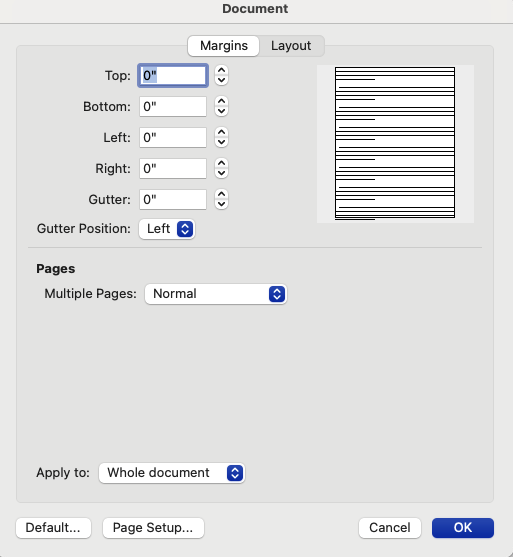 Document
Margins Layout
Top: 0"
Bottom: 0"
Left: 0"
Right: 0"
Gutter: 0"
Gutter Position: Left
Pages
Multiple Pages: Normal
Apply to: Whole document
Default... Page Setup... Cancel OK